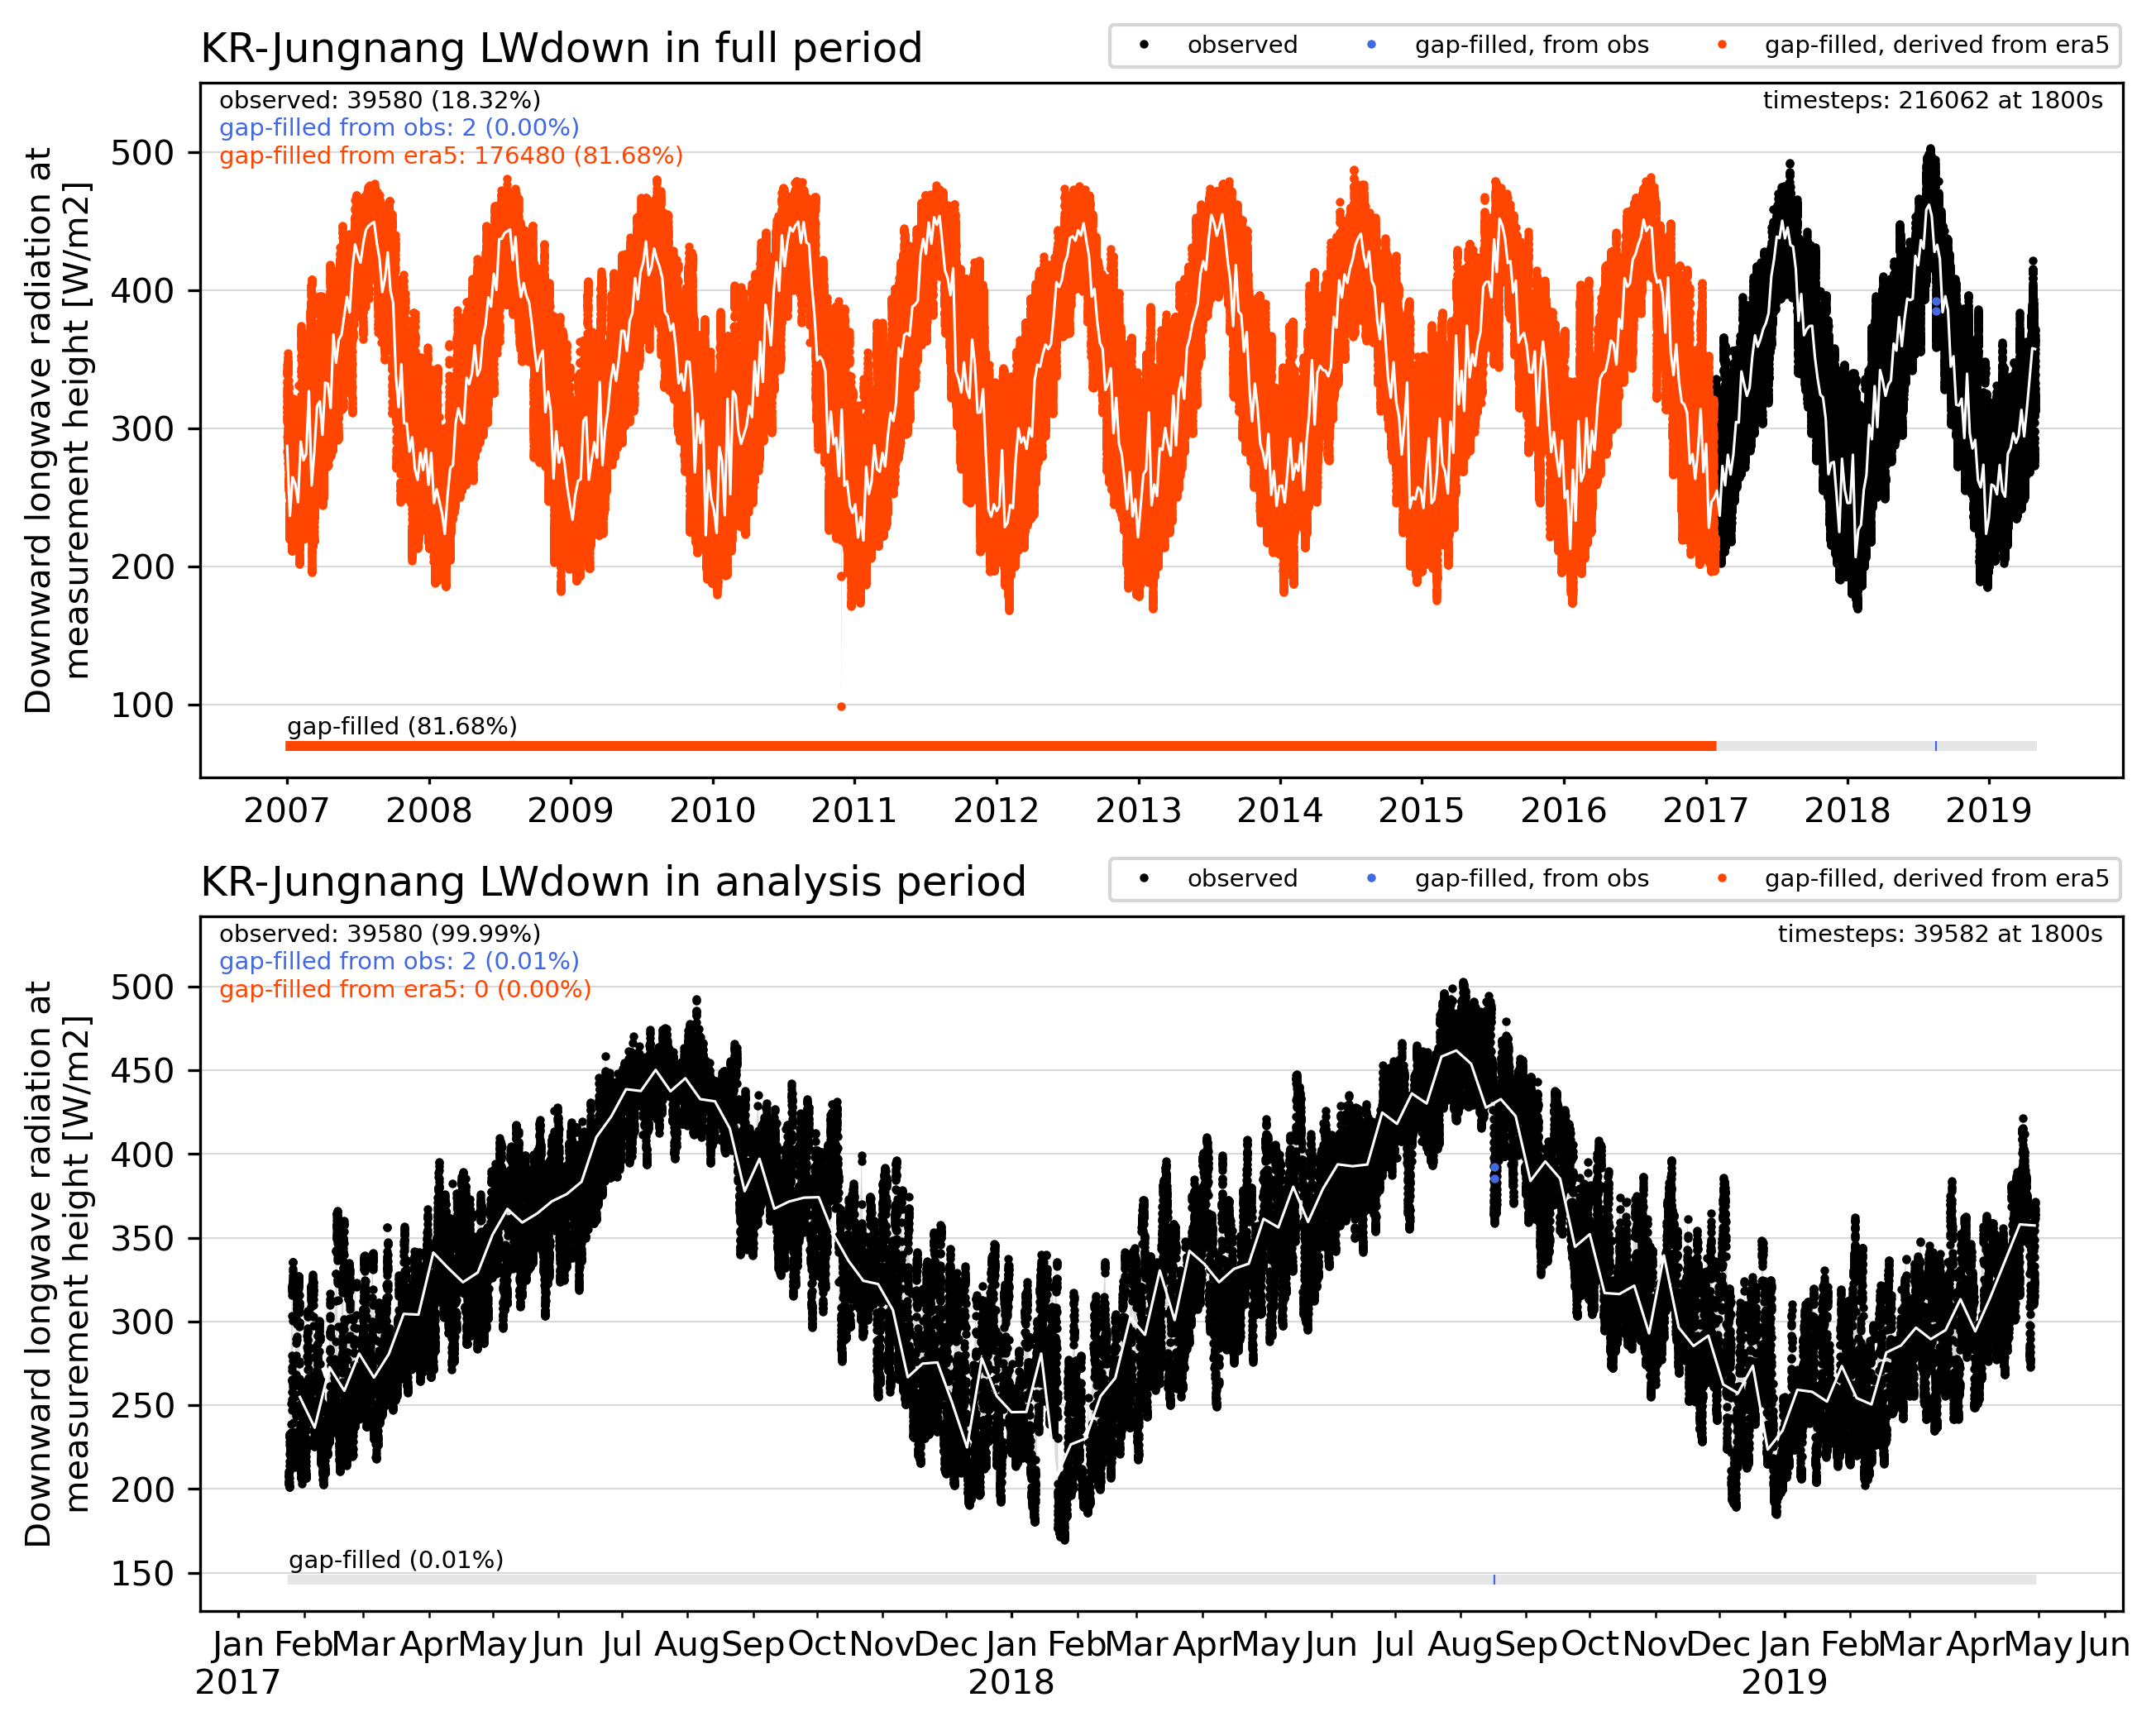 KR-Jungnang LWdown in full period
observed
gap-filled, from obs
gap-filled, derived from era5
observed: 39580 (18.32%)
gap-filled from obs: 2 (0.00%)
gap-filled from era5: 176480 (81.68%)
timesteps: 216062 at 1800s
Downward longwave radiation at
measurement height [W/m2]
500
400
300
200
100
gap-filled (81.68%)
2007 2008 2009 2010 2011 2012 2013 2014 2015 2016 2017 2018 2019
KR-Jungnang LWdown in analysis period
observed
gap-filled, from obs
gap-filled, derived from era5
observed: 39580 (99.99%)
gap-filled from obs: 2 (0.01%)
gap-filled from era5: 0 (0.00%)
timesteps: 39582 at 1800s
Downward longwave radiation at
measurement height [W/m2]
500
450
400
350
300
250
200
150
gap-filled (0.01%)
Jan Feb Mar Apr May Jun Jul Aug Sep Oct Nov Dec Jan Feb Mar Apr May Jun Jul Aug Sep Oct Nov Dec Jan Feb Mar Apr May Jun
2017 2018 2019